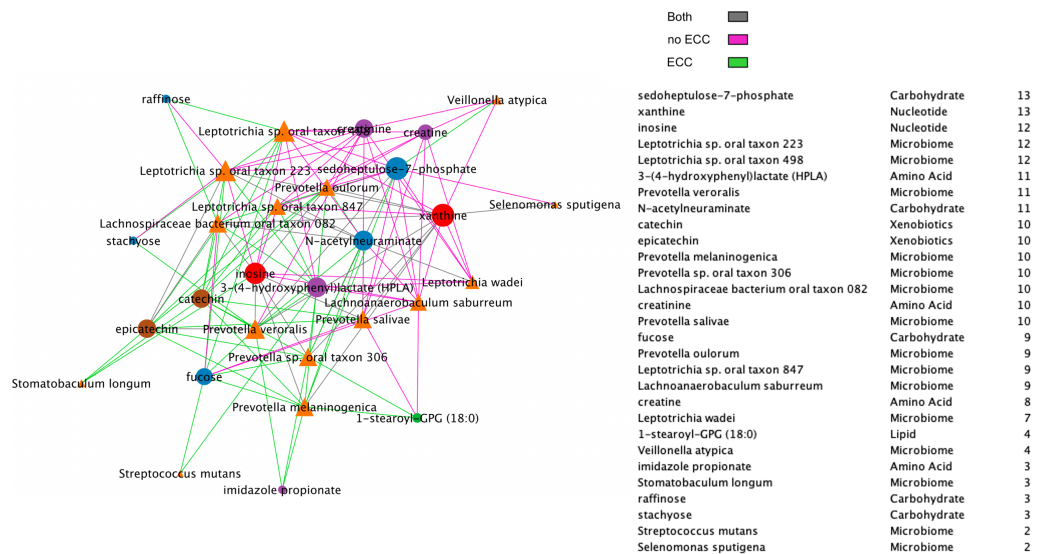 Both
no ECC
ECC
raffinose
Veillonella atypica
Leptotrichia sp. oral taxon 498
creatinine
creatine
Leptotrichia sp. oral taxon 223
sedoheptulose-7-phosphate
Prevotella oulorum
Leptotrichia sp. oral taxon 847
Selenomonas sputigena
xanthine
Lachnospiraceae bacterium oral taxon 082
stachyose
N-acetylneuraminate
inosine
Leptotrichia wadei
3-(4-hydroxyphenyl)lactate (HPLA)
catechin
Lachnoanaerobaculum saburreum
Prevotella salivae
epicatechin
Prevotella veroralis
Prevotella sp. oral taxon 306
fucose
Stomatobaculum longum
Prevotella melaninogenica
1-stearoyl-GPG (18:0)
Streptococcus mutans
imidazole propionate
sedoheptulose-7-phosphate Carbohydrate 13
xanthine Nucleotide 13
inosine Nucleotide 12
Leptotrichia sp. oral taxon 223 Microbiome 12
Leptotrichia sp. oral taxon 498 Microbiome 12
3-(4-hydroxyphenyl)lactate (HPLA) Amino Acid 11
Prevotella veroralis Microbiome 11
N-acetylneuraminate Carbohydrate 11
catechin Xenobiotics 10
epicatechin Xenobiotics 10
Prevotella melaninogenica Microbiome 10
Prevotella sp. oral taxon 306 Microbiome 10
Lachnospiraceae bacterium oral taxon 082 Microbiome 10
creatinine Amino Acid 10
Prevotella salivae Microbiome 10
fucose Carbohydrate 9
Prevotella oulorum Microbiome 9
Leptotrichia sp. oral taxon 847 Microbiome 9
Lachnoanaerobaculum saburreum Microbiome 9
creatine Amino Acid 8
Leptotrichia wadei Microbiome 7
1-stearoyl-GPG (18:0) Lipid 4
Veillonella atypica Microbiome 4
imidazole propionate Amino Acid 3
Stomatobaculum longum Microbiome 3
raffinose Carbohydrate 3
stachyose Carbohydrate 3
Streptococcus mutans Microbiome 2
Selenomonas sputigena Microbiome 2